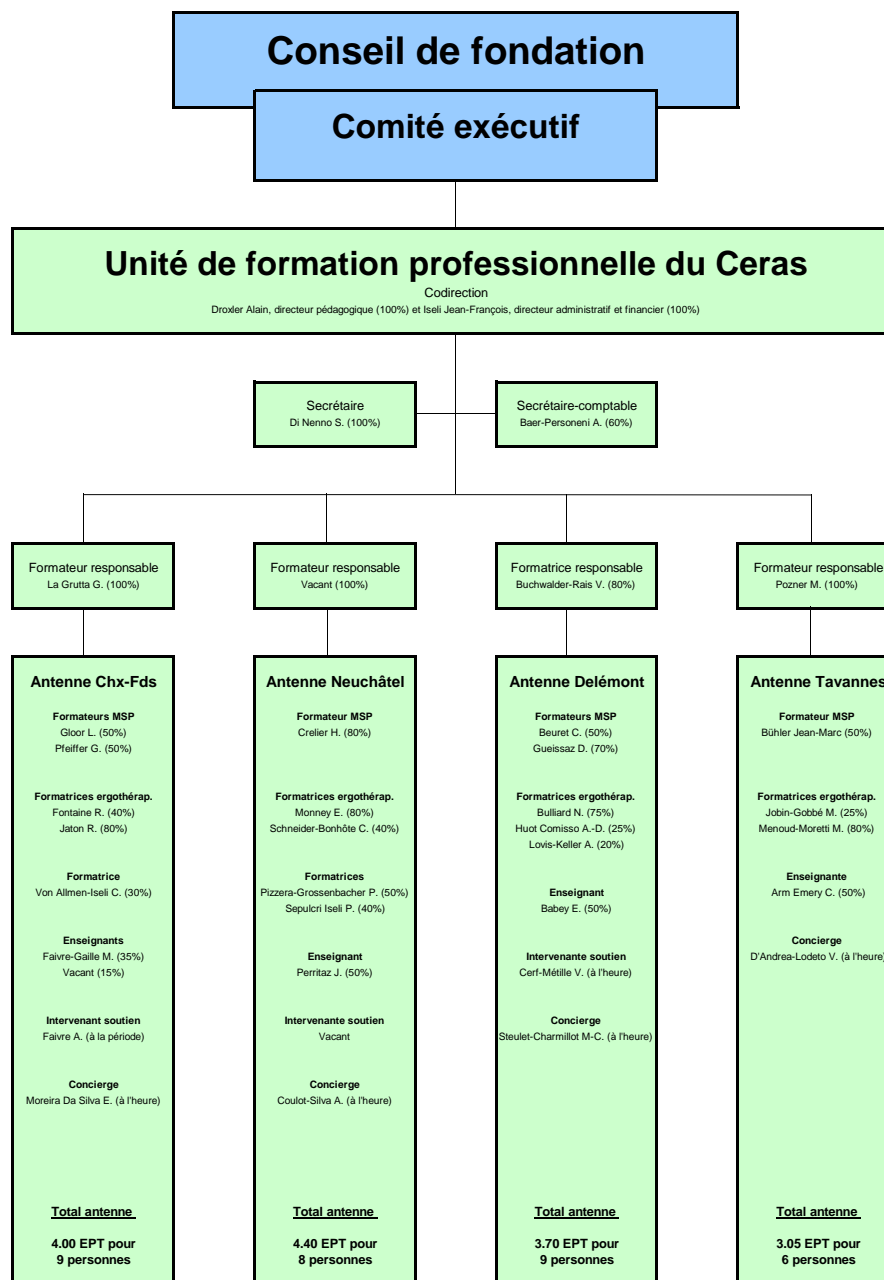 Conseil de fondation
Comité exécutif
Unité de formation professionnelle du Ceras
Codirection
Droxler Alain, directeur pédagogique (100%) et Iseli Jean-François, directeur administratif et financier (100%)
Secrétaire
Di Nenno S. (100%)
Secrétaire-comptable
Baer-Personeni A. (60%)
Formateur responsable
La Grutta G. (100%)
Formateur responsable
Vacant (100%)
Formatrice responsable
Buchwalder-Rais V. (80%)
Formateur responsable
Pozner M. (100%)
Antenne Chx-Fds
Formateurs MSP
Gloor L. (50%)
Pfeiffer G. (50%)
Formatrices ergothérap.
Fontaine R. (40%)
Jaton R. (80%)
Formatrice
Von Allmen-Iseli C. (30%)
Enseignants
Faivre-Gaille M. (35%)
Vacant (15%)
Intervenant soutien
Faivre A. (à la période)
Concierge
Moreira Da Silva E. (à l'heure)
Total antenne
4.00 EPT pour
9 personnes
Antenne Neuchâtel
Formateur MSP
Crelier H. (80%)
Formatrices ergothérap.
Monney E. (80%)
Schneider-Bonhôte C. (40%)
Formatrices
Pizzera-Grossenbacher P. (50%)
Sepulcri Iseli P. (40%)
Enseignant
Perritaz J. (50%)
Intervenante soutien
Vacant
Concierge
Coulot-Silva A. (à l'heure)
Total antenne
4.40 EPT pour
8 personnes
Antenne Delémont
Formateurs MSP
Beuret C. (50%)
Gueissaz D. (70%)
Formatrices ergothérap.
Bulliard N. (75%)
Huot Comisso A.-D. (25%)
Lovis-Keller A. (20%)
Enseignant
Babey E. (50%)
Intervenante soutien
Cerf-Métille V. (à l'heure)
Concierge
Steulet-Charmillot M-C. (à l'heure)
Total antenne
3.70 EPT pour
9 personnes
Antenne Tavannes
Formateur MSP
Bühler Jean-Marc (50%)
Formatrices ergothérap.
Jobin-Gobbé M. (25%)
Menoud-Moretti M. (80%)
Enseignante
Arm Emery C. (50%)
Concierge
D'Andrea-Lodeto V. (à l'heure)
Total antenne
3.05 EPT pour
6 personnes